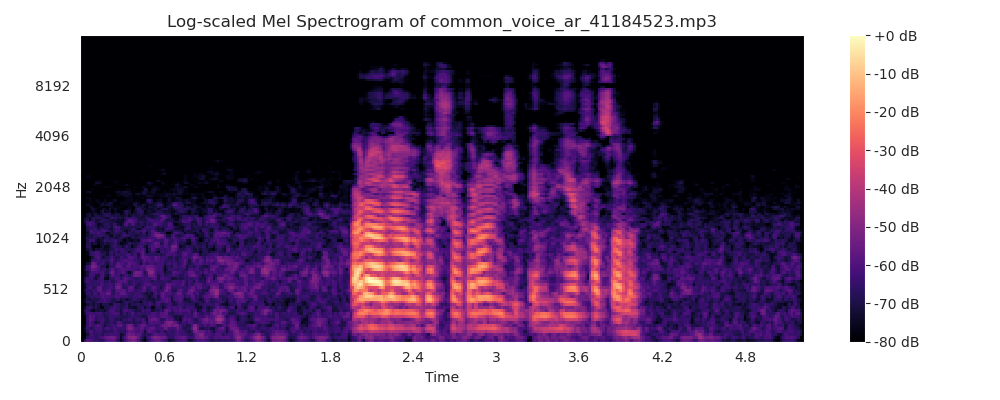 Log-scaled Mel Spectrogram of common_voice_ar_41184523.mp3
Hz
8192
4096
2048
1024
512
0
0 0.6 1.2 1.8 2.4 3 3.6 4.2 4.8
Time
+0 dB
-10 dB
-20 dB
-30 dB
-40 dB
-50 dB
-60 dB
-70 dB
-80 dB